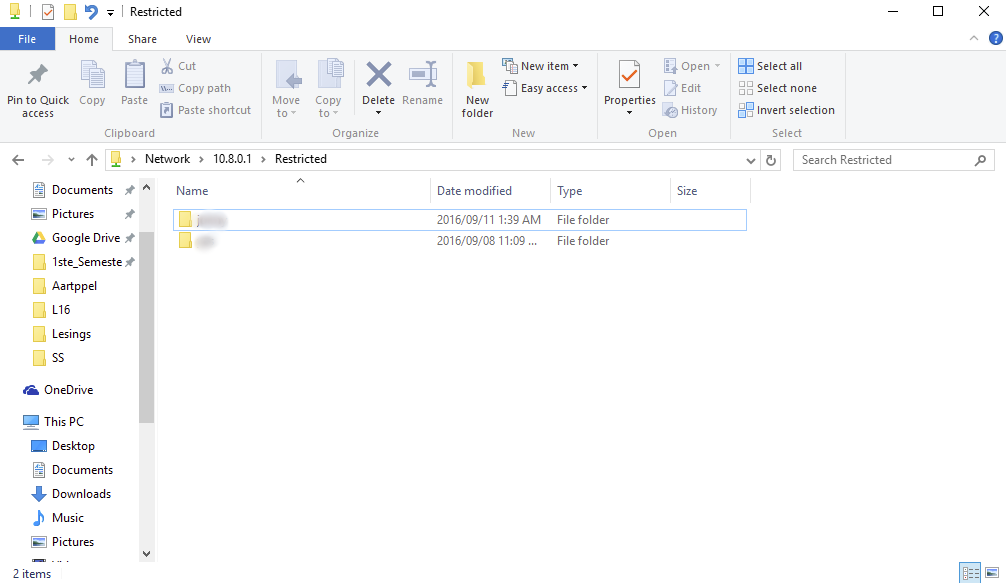 Restricted
File Home Share View
Pin to Quick access
Copy
Paste
Cut
Copy path
Paste shortcut
Clipboard
Move to
Copy to
Delete
Rename
Organize
New folder
New item
Easy access
New
Properties
Open
Edit
History
Open
Select all
Select none
Invert selection
Select
Network 10.8.0.1 Restricted
Search Restricted
Name Date modified Type Size
2016/09/11 1:39 AM File folder
2016/09/08 11:09 ... File folder
Documents
Pictures
Google Drive
1ste_Semeste
Aartppel
L16
Lesings
SS
OneDrive
This PC
Desktop
Documents
Downloads
Music
Pictures
2 items